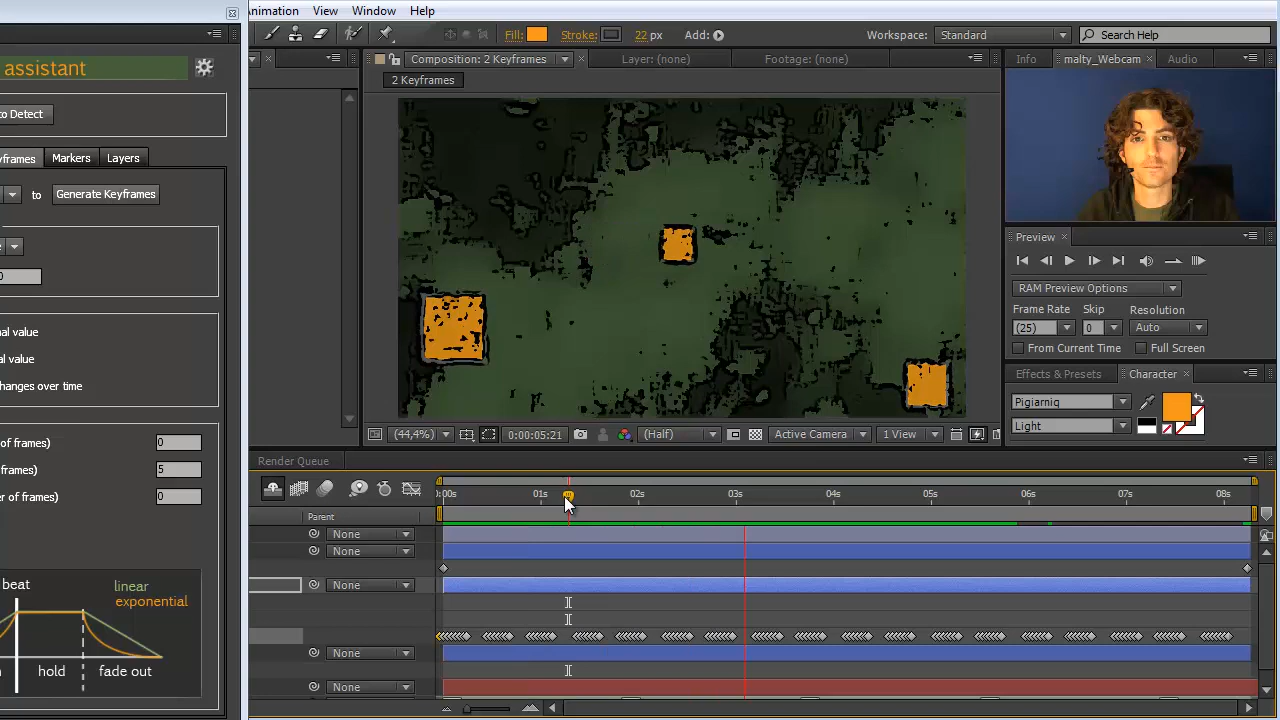 Animation View Window Help
Fill: Stroke: 22 px Add: Workspace: Standard Search Help
assistant
to Detect
Composition: 2 Keyframes Layer: (none) Footage: (none) Info malty_Webcam Audio
2 Keyframes
yframes Markers Layers
to Generate Keyframes
al value
al value
hanges over time
of frames) 0
frames) 5
er of frames) 0
beat
linear
exponential
hold fade out
Preview
RAM Preview Options
Frame Rate Skip Resolution
(25) 0 Auto
From Current Time Full Screen
Effects & Presets Character
Pigiarniq
Light
(44,4%) 0:00:05:21 (Half) Active Camera 1 View
Render Queue
0:00s 01s 02s 03s 04s 05s 06s 07s 08s
Parent
None
None
None
None
None